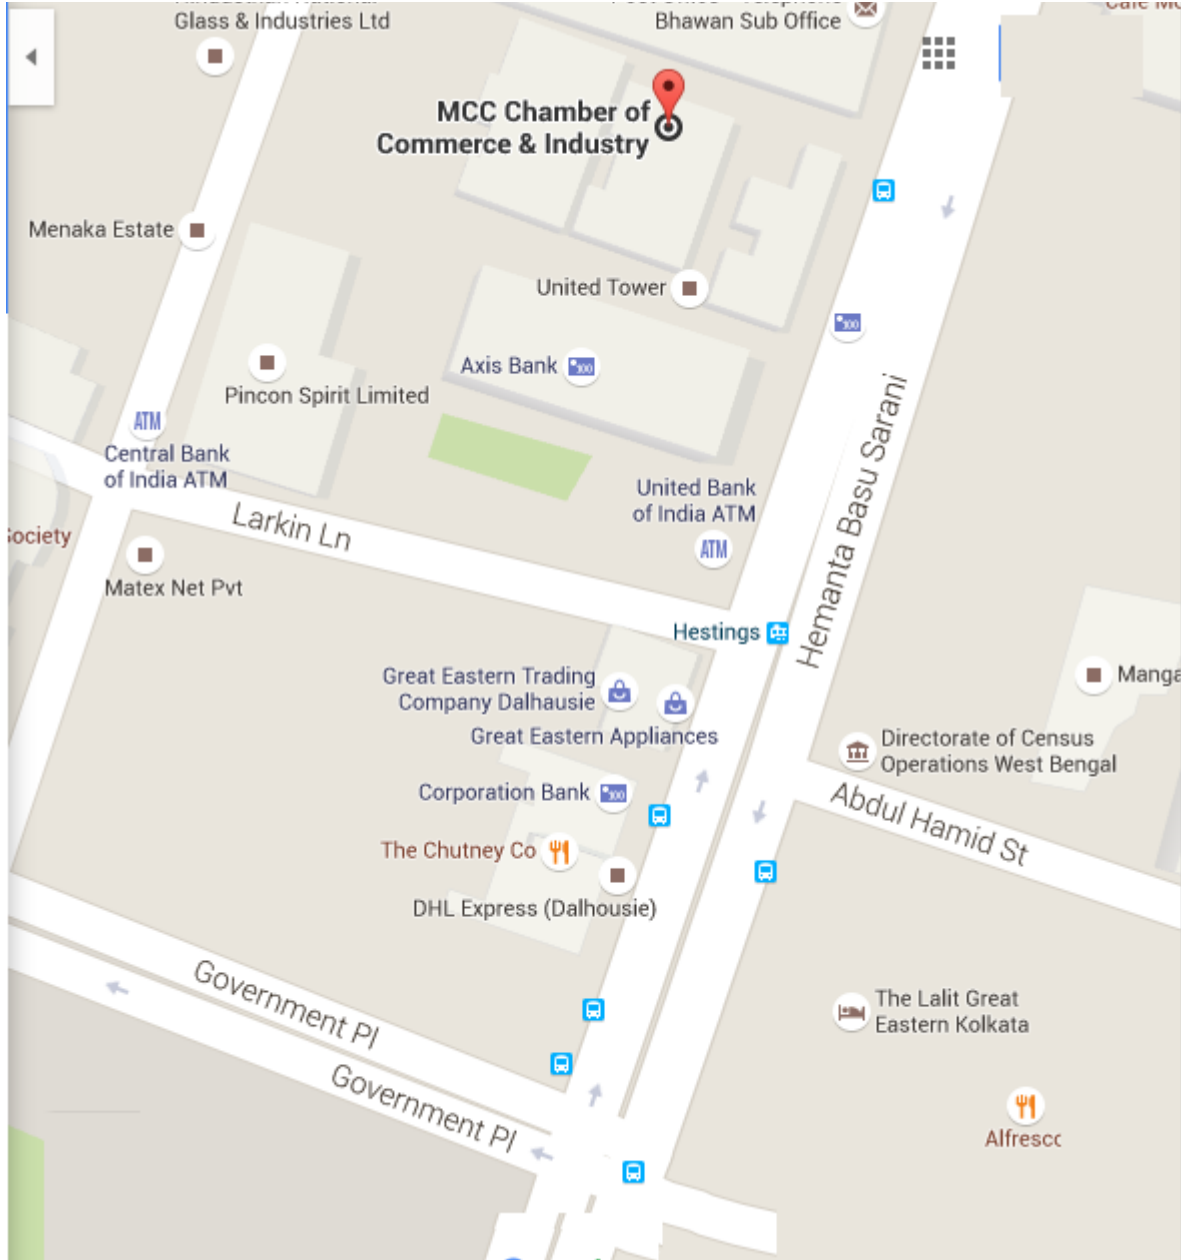 Glass & Industries Ltd
Bhawan Sub Office
MCC Chamber of
Commerce & Industry
Menaka Estate
United Tower
Axis Bank
Pincon Spirit Limited
ATM
Central Bank
of India ATM
United Bank
of India ATM
ATM
Hemanta Basu Sarani
Larkin Ln
Society
Matex Net Pvt
Hestings
Great Eastern Trading
Company Dalhausie
Manga
Great Eastern Appliances
Directorate of Census
Operations West Bengal
Corporation Bank
Abdul Hamid St
The Chutney Co
DHL Express (Dalhousie)
Government Pl
The Lalit Great
Eastern Kolkata
Government Pl
Alfresco